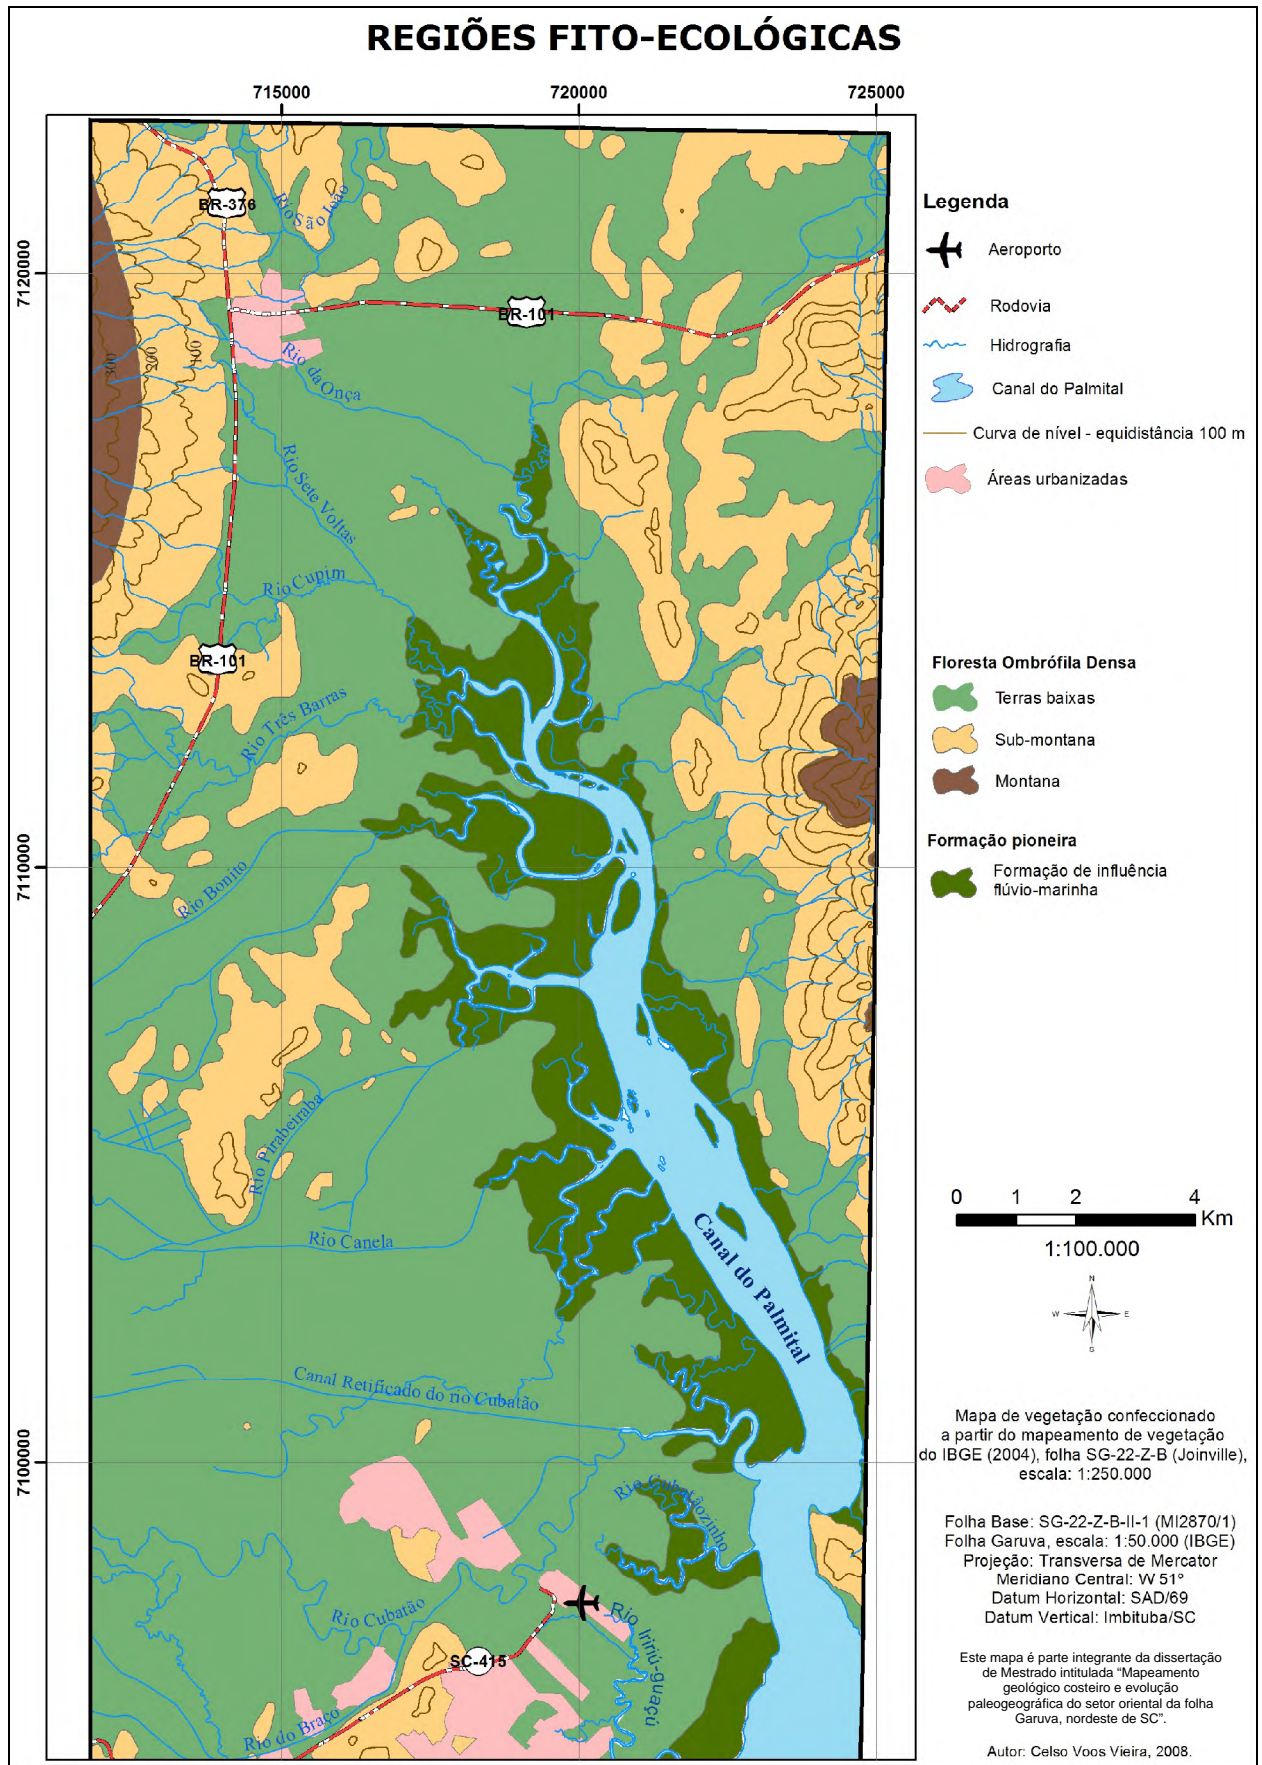 REGIÕES FITO-ECOLÓGICAS
715000
720000
725000
7120000
7110000
7100000
BR-376
Rio São João
BR-101
300
200
100
Rio da Onça
Rio Sete Voltas
Rio Cupim
BR-101
Rio Três Barras
Rio Bonito
Rio Pirabeiraba
Rio Canela
Canal do Palmital
Canal Retificado do rio Cubatão
Rio Cubatãozinho
Rio Cubatão
Rio Iririú-guaçú
SC-415
Rio do Braço
Legenda
Aeroporto
Rodovia
Hidrografia
Canal do Palmital
Curva de nível - equidistância 100 m
Áreas urbanizadas
Floresta Ombrófila Densa
Terras baixas
Sub-montana
Montana
Formação pioneira
Formação de influência
flúvio-marinha
0 1 2 4
Km
1:100.000
N
W E
S
Mapa de vegetação confeccionado
a partir do mapeamento de vegetação
do IBGE (2004), folha SG-22-Z-B (Joinville),
escala: 1:250.000
Folha Base: SG-22-Z-B-II-1 (MI2870/1)
Folha Garuva, escala: 1:50.000 (IBGE)
Projeção: Transversa de Mercator
Meridiano Central: W 51º
Datum Horizontal: SAD/69
Datum Vertical: Imbituba/SC
Este mapa é parte integrante da dissertação
de Mestrado intitulada “Mapeamento
geológico costeiro e evolução
paleogeográfica do setor oriental da folha
Garuva, nordeste de SC”.
Autor: Celso Voos Vieira, 2008.